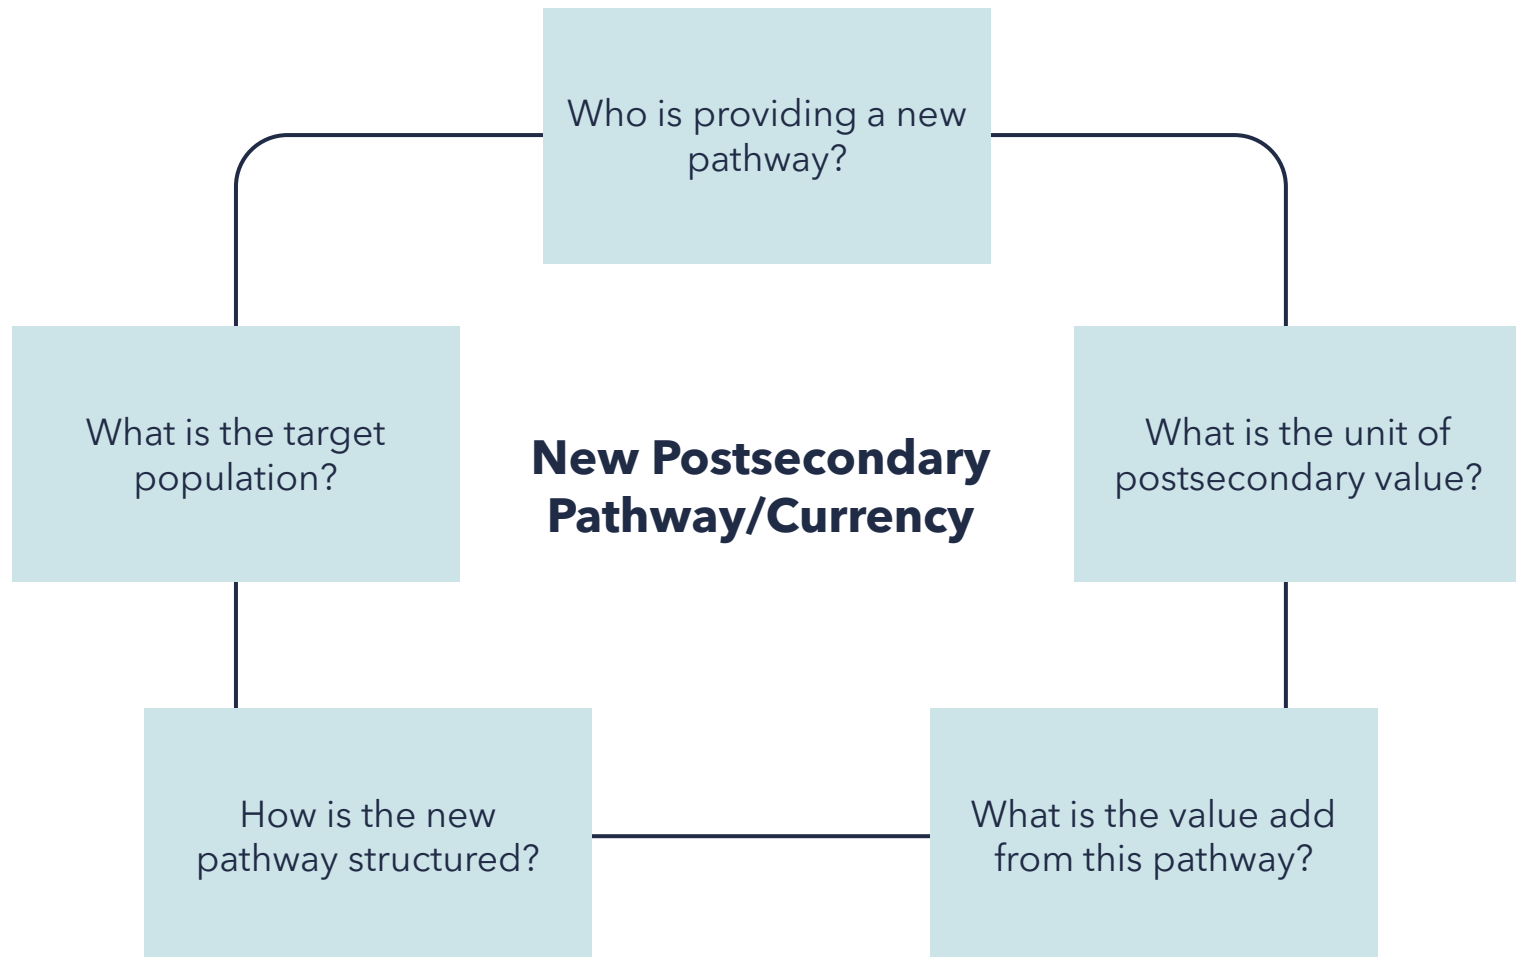 Who is providing a new
pathway?
What is the target
population?
New Postsecondary
Pathway/Currency
What is the unit of
postsecondary value?
How is the new
pathway structured?
What is the value add
from this pathway?